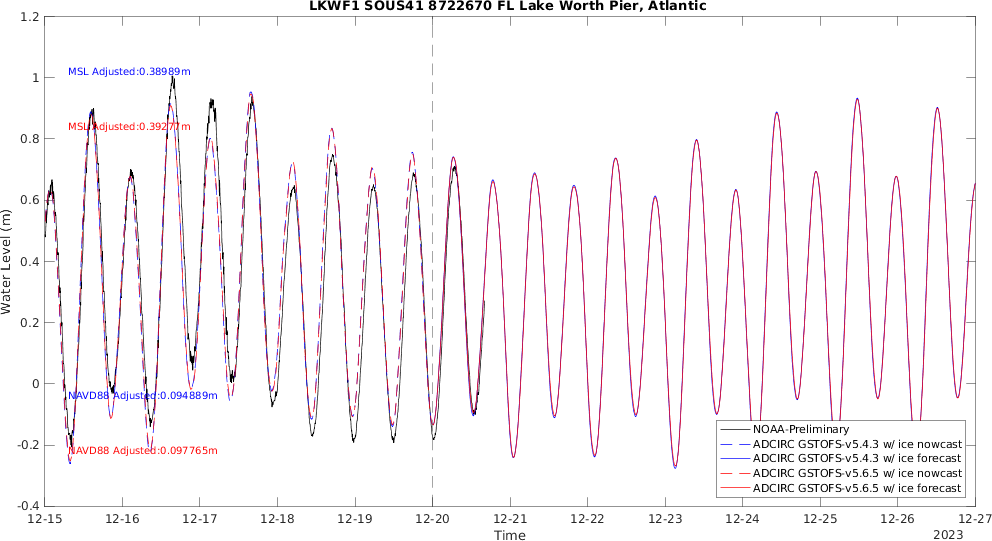 LKWF1 SOUS41 8722670 FL Lake Worth Pier, Atlantic
1.2
1
0.8
0.6
0.4
0.2
0
-0.2
-0.4
Water Level (m)
MSL Adjusted:0.38989m
MSL Adjusted:0.39277m
NAVD88 Adjusted:0.094889m
NAVD88 Adjusted:0.097765m
NOAA-Preliminary
ADCIRC GSTOFS-v5.4.3 w/ ice nowcast
ADCIRC GSTOFS-v5.4.3 w/ ice forecast
ADCIRC GSTOFS-v5.6.5 w/ ice nowcast
ADCIRC GSTOFS-v5.6.5 w/ ice forecast
12-15 12-16 12-17 12-18 12-19 12-20 12-21 12-22 12-23 12-24 12-25 12-26 12-27
Time
2023